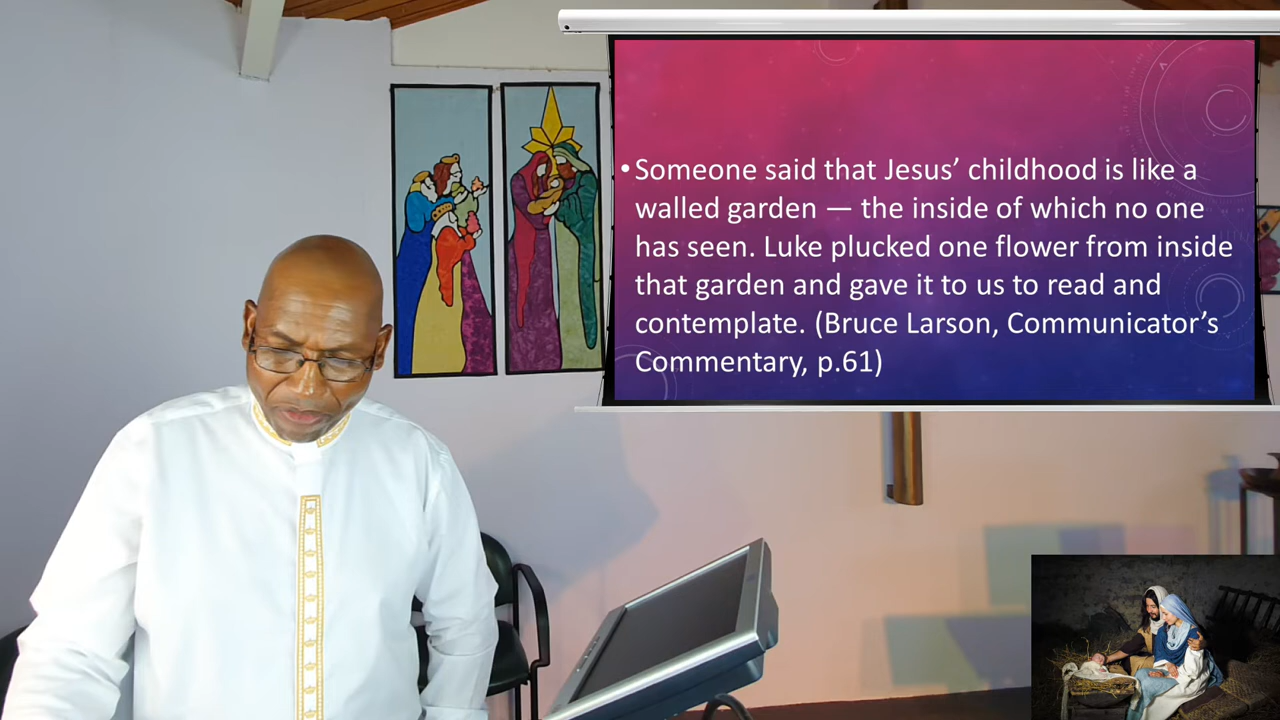 • Someone said that Jesus’ childhood is like a
walled garden — the inside of which no one
has seen. Luke plucked one flower from inside
that garden and gave it to us to read and
contemplate. (Bruce Larson, Communicator’s
Commentary, p.61)